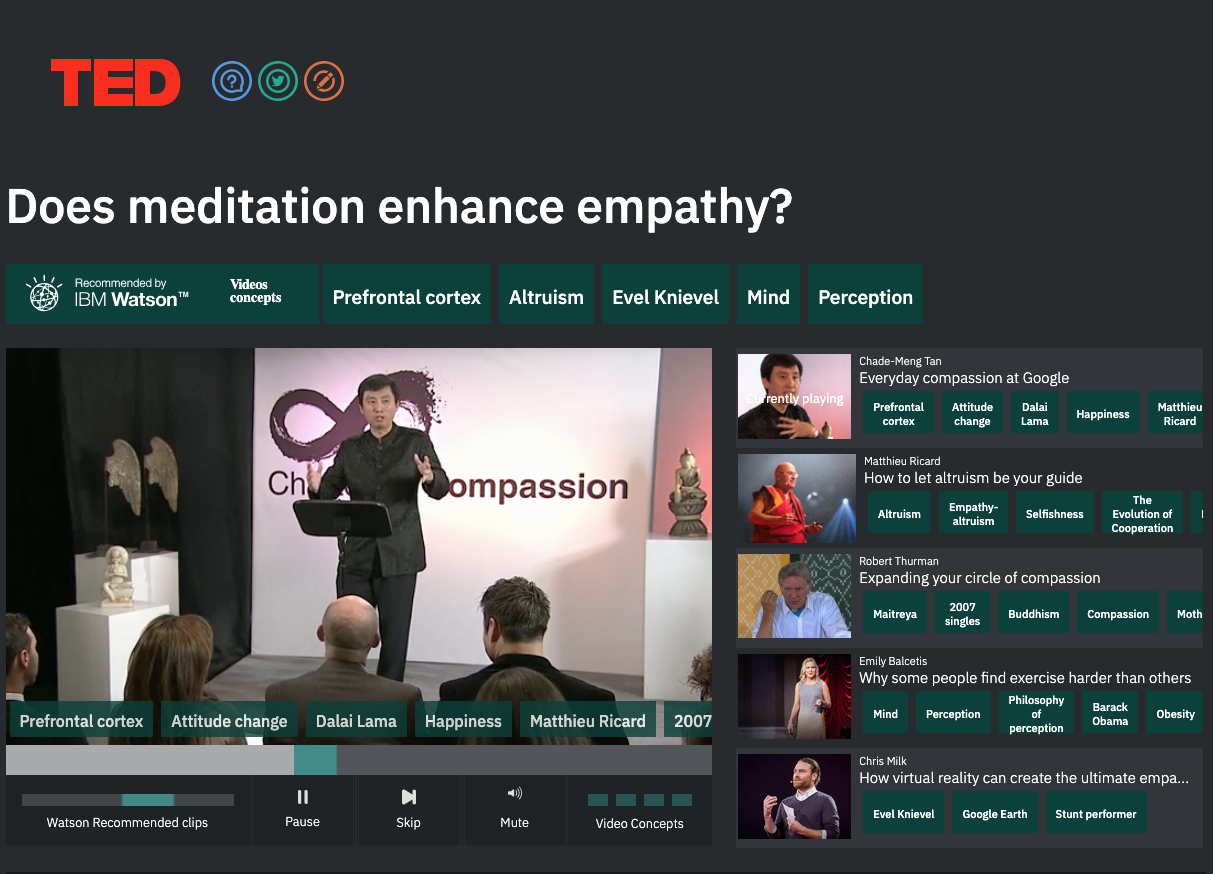 TED
?
Does meditation enhance empathy?
Recommended by
IBM Watson™
Videos
concepts
Prefrontal cortex
Altruism
Evel Knievel
Mind
Perception
ompassion
Prefrontal cortex
Attitude change
Dalai Lama
Happiness
Matthieu Ricard
2007
Watson Recommended clips
Pause
Skip
Mute
Video Concepts
Currently playing
Chade-Meng Tan
Everyday compassion at Google
Prefrontal
cortex
Attitude
change
Dalai
Lama
Happiness
Matthieu
Ricard
Matthieu Ricard
How to let altruism be your guide
Altruism
Empathy-
altruism
Selfishness
The
Evolution of
Cooperation
Robert Thurman
Expanding your circle of compassion
Maitreya
2007
singles
Buddhism
Compassion
Moth
Emily Balcetis
Why some people find exercise harder than others
Mind
Perception
Philosophy
of
perception
Barack
Obama
Obesity
Chris Milk
How virtual reality can create the ultimate empa...
Evel Knievel
Google Earth
Stunt performer